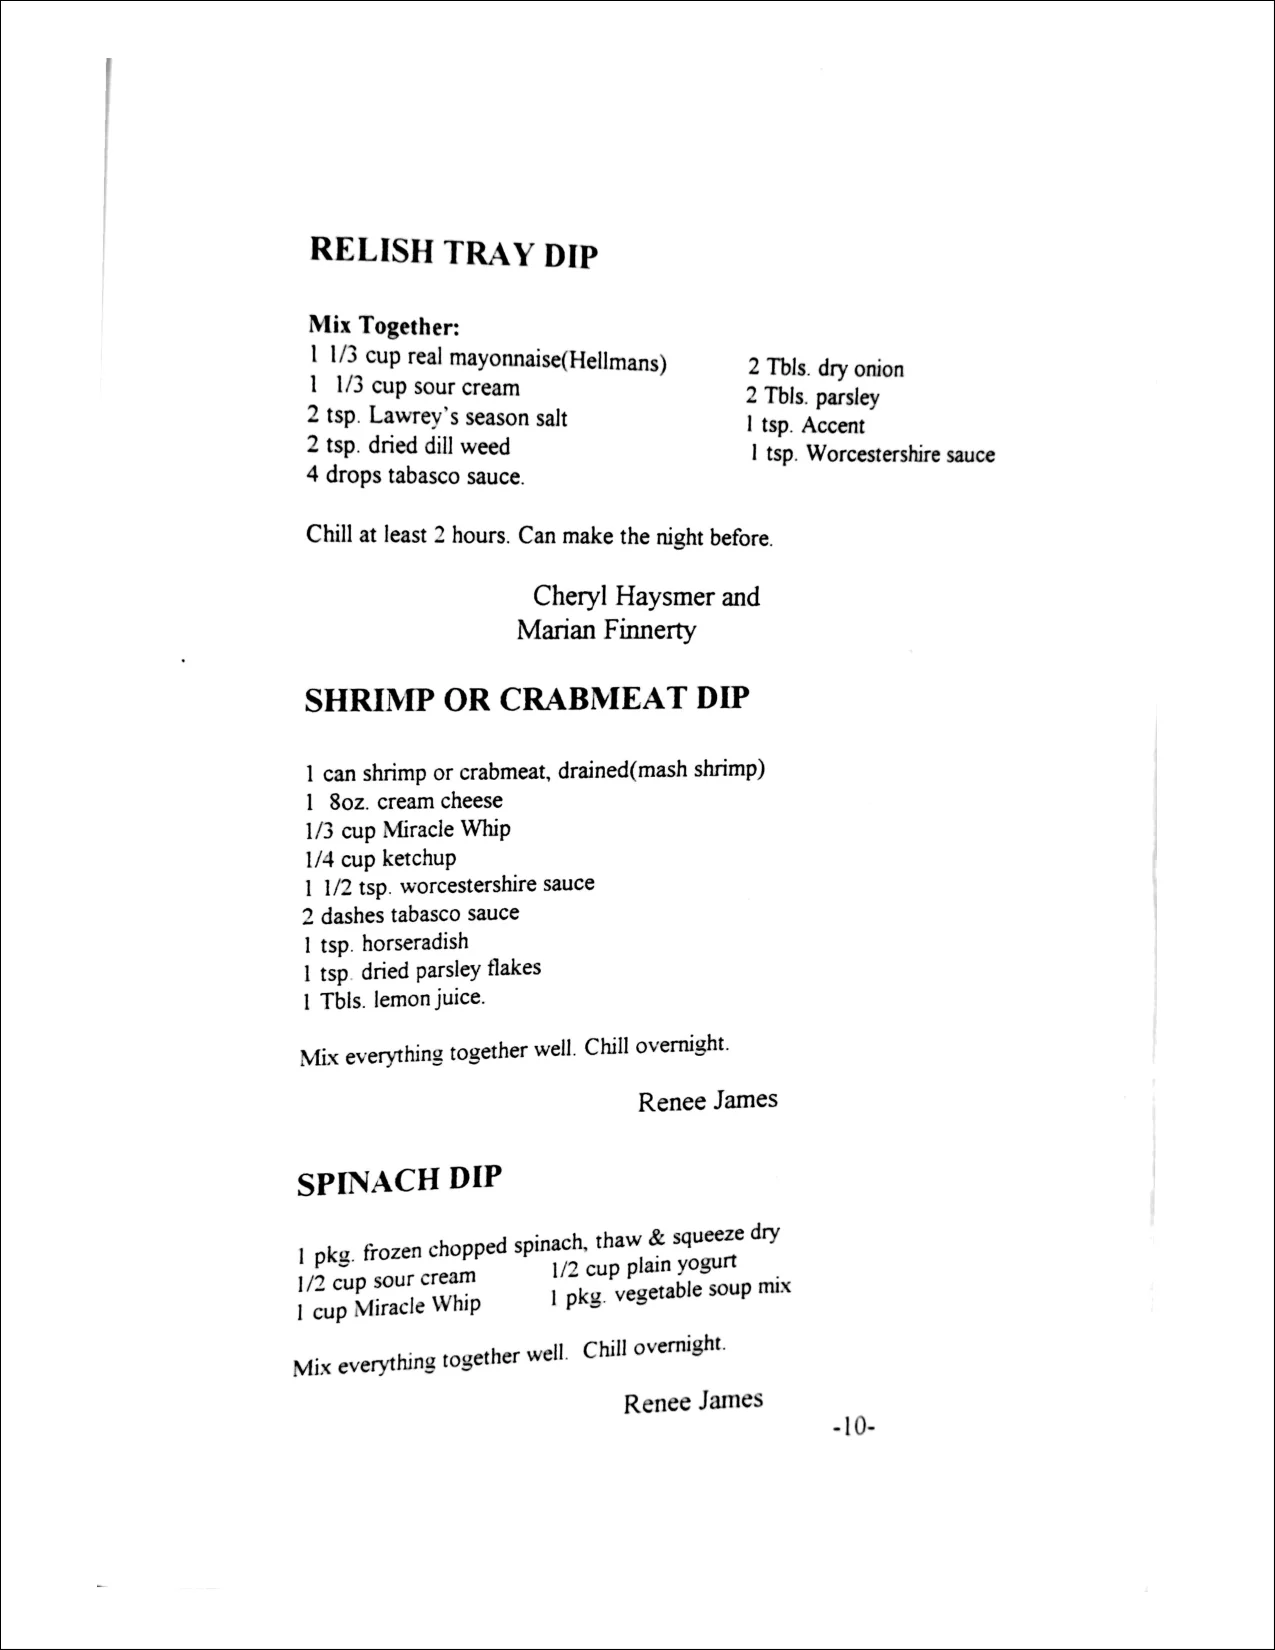 RELISH TRAY DIP
Mix Together:
1 1/3 cup real mayonnaise(Hellmans)
1 1/3 cup sour cream
2 tsp. Lawrey's season salt
2 tsp. dried dill weed
4 drops tabasco sauce.
2 Tbls. dry onion
2 Tbls. parsley
1 tsp. Accent
1 tsp. Worcestershire sauce
Chill at least 2 hours. Can make the night before.
Cheryl Haysmer and
Marian Finnerty
SHRIMP OR CRABMEAT DIP
1 can shrimp or crabmeat, drained(mash shrimp)
1 8oz. cream cheese
1/3 cup Miracle Whip
1/4 cup ketchup
1 1/2 tsp. worcestershire sauce
2 dashes tabasco sauce
1 tsp. horseradish
1 tsp. dried parsley flakes
1 Tbls. lemon juice.
Mix everything together well. Chill overnight.
Renee James
SPINACH DIP
1 pkg. frozen chopped spinach, thaw & squeeze dry
1/2 cup sour cream 1/2 cup plain yogurt
1 cup Miracle Whip 1 pkg. vegetable soup mix
Mix everything together well. Chill overnight.
Renee James
-10-